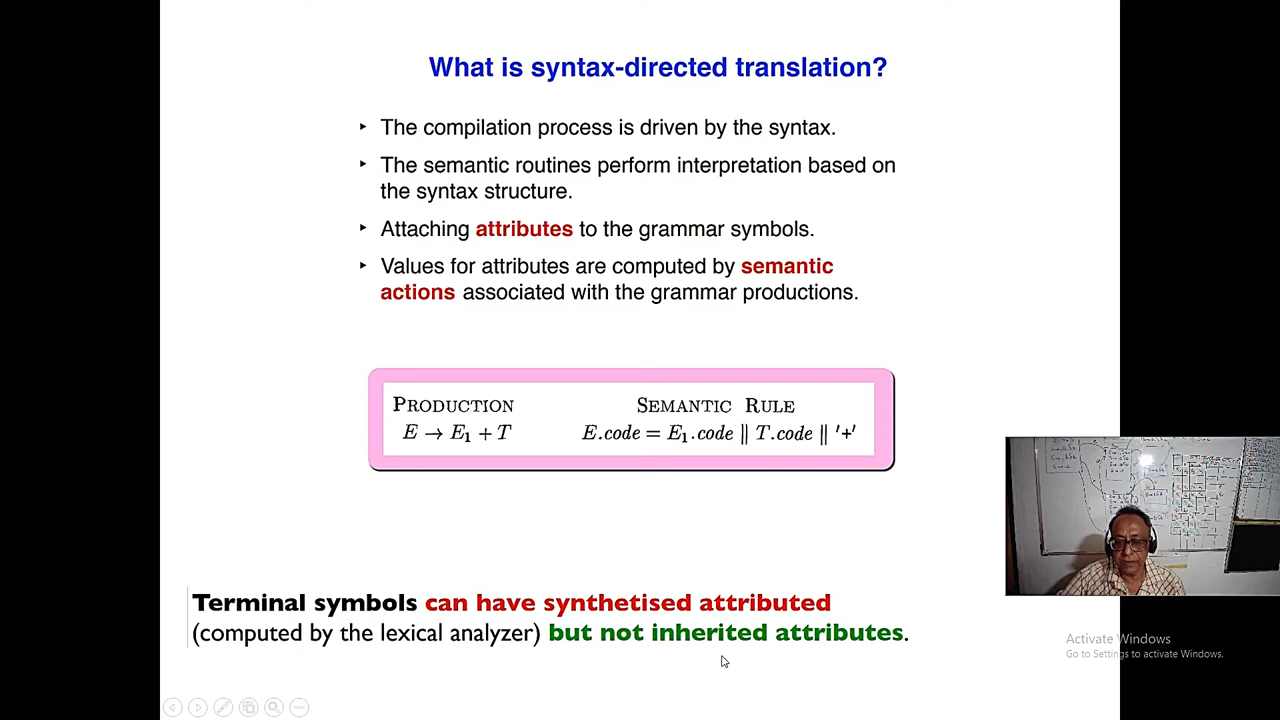 What is syntax-directed translation?
‣ The compilation process is driven by the syntax.
‣ The semantic routines perform interpretation based on
the syntax structure.
‣ Attaching attributes to the grammar symbols.
‣ Values for attributes are computed by semantic
actions associated with the grammar productions.
PRODUCTION SEMANTIC RULE
E → E₁ + T E.code = E₁.code ‖ T.code ‖ '+'
Terminal symbols can have synthetised attributed
(computed by the lexical analyzer) but not inherited attributes.
Activate Windows
Go to Settings to activate Windows.